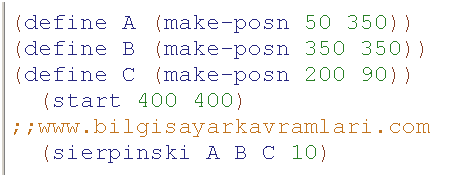 (define A (make-posn 50 350))
(define B (make-posn 350 350))
(define C (make-posn 200 90))
(start 400 400)
;;www.bilgisayarkavramlari.com
(sierpinski A B C 10)